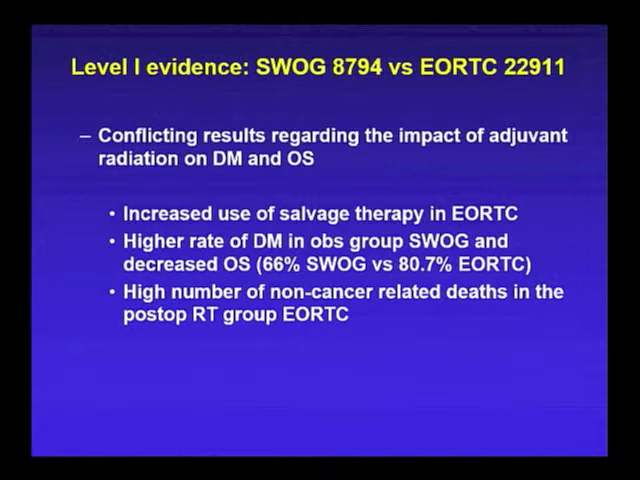 Level I evidence: SWOG 8794 vs EORTC 22911
– Conflicting results regarding the impact of adjuvant
radiation on DM and OS
• Increased use of salvage therapy in EORTC
• Higher rate of DM in obs group SWOG and
decreased OS (66% SWOG vs 80.7% EORTC)
• High number of non-cancer related deaths in the
postop RT group EORTC